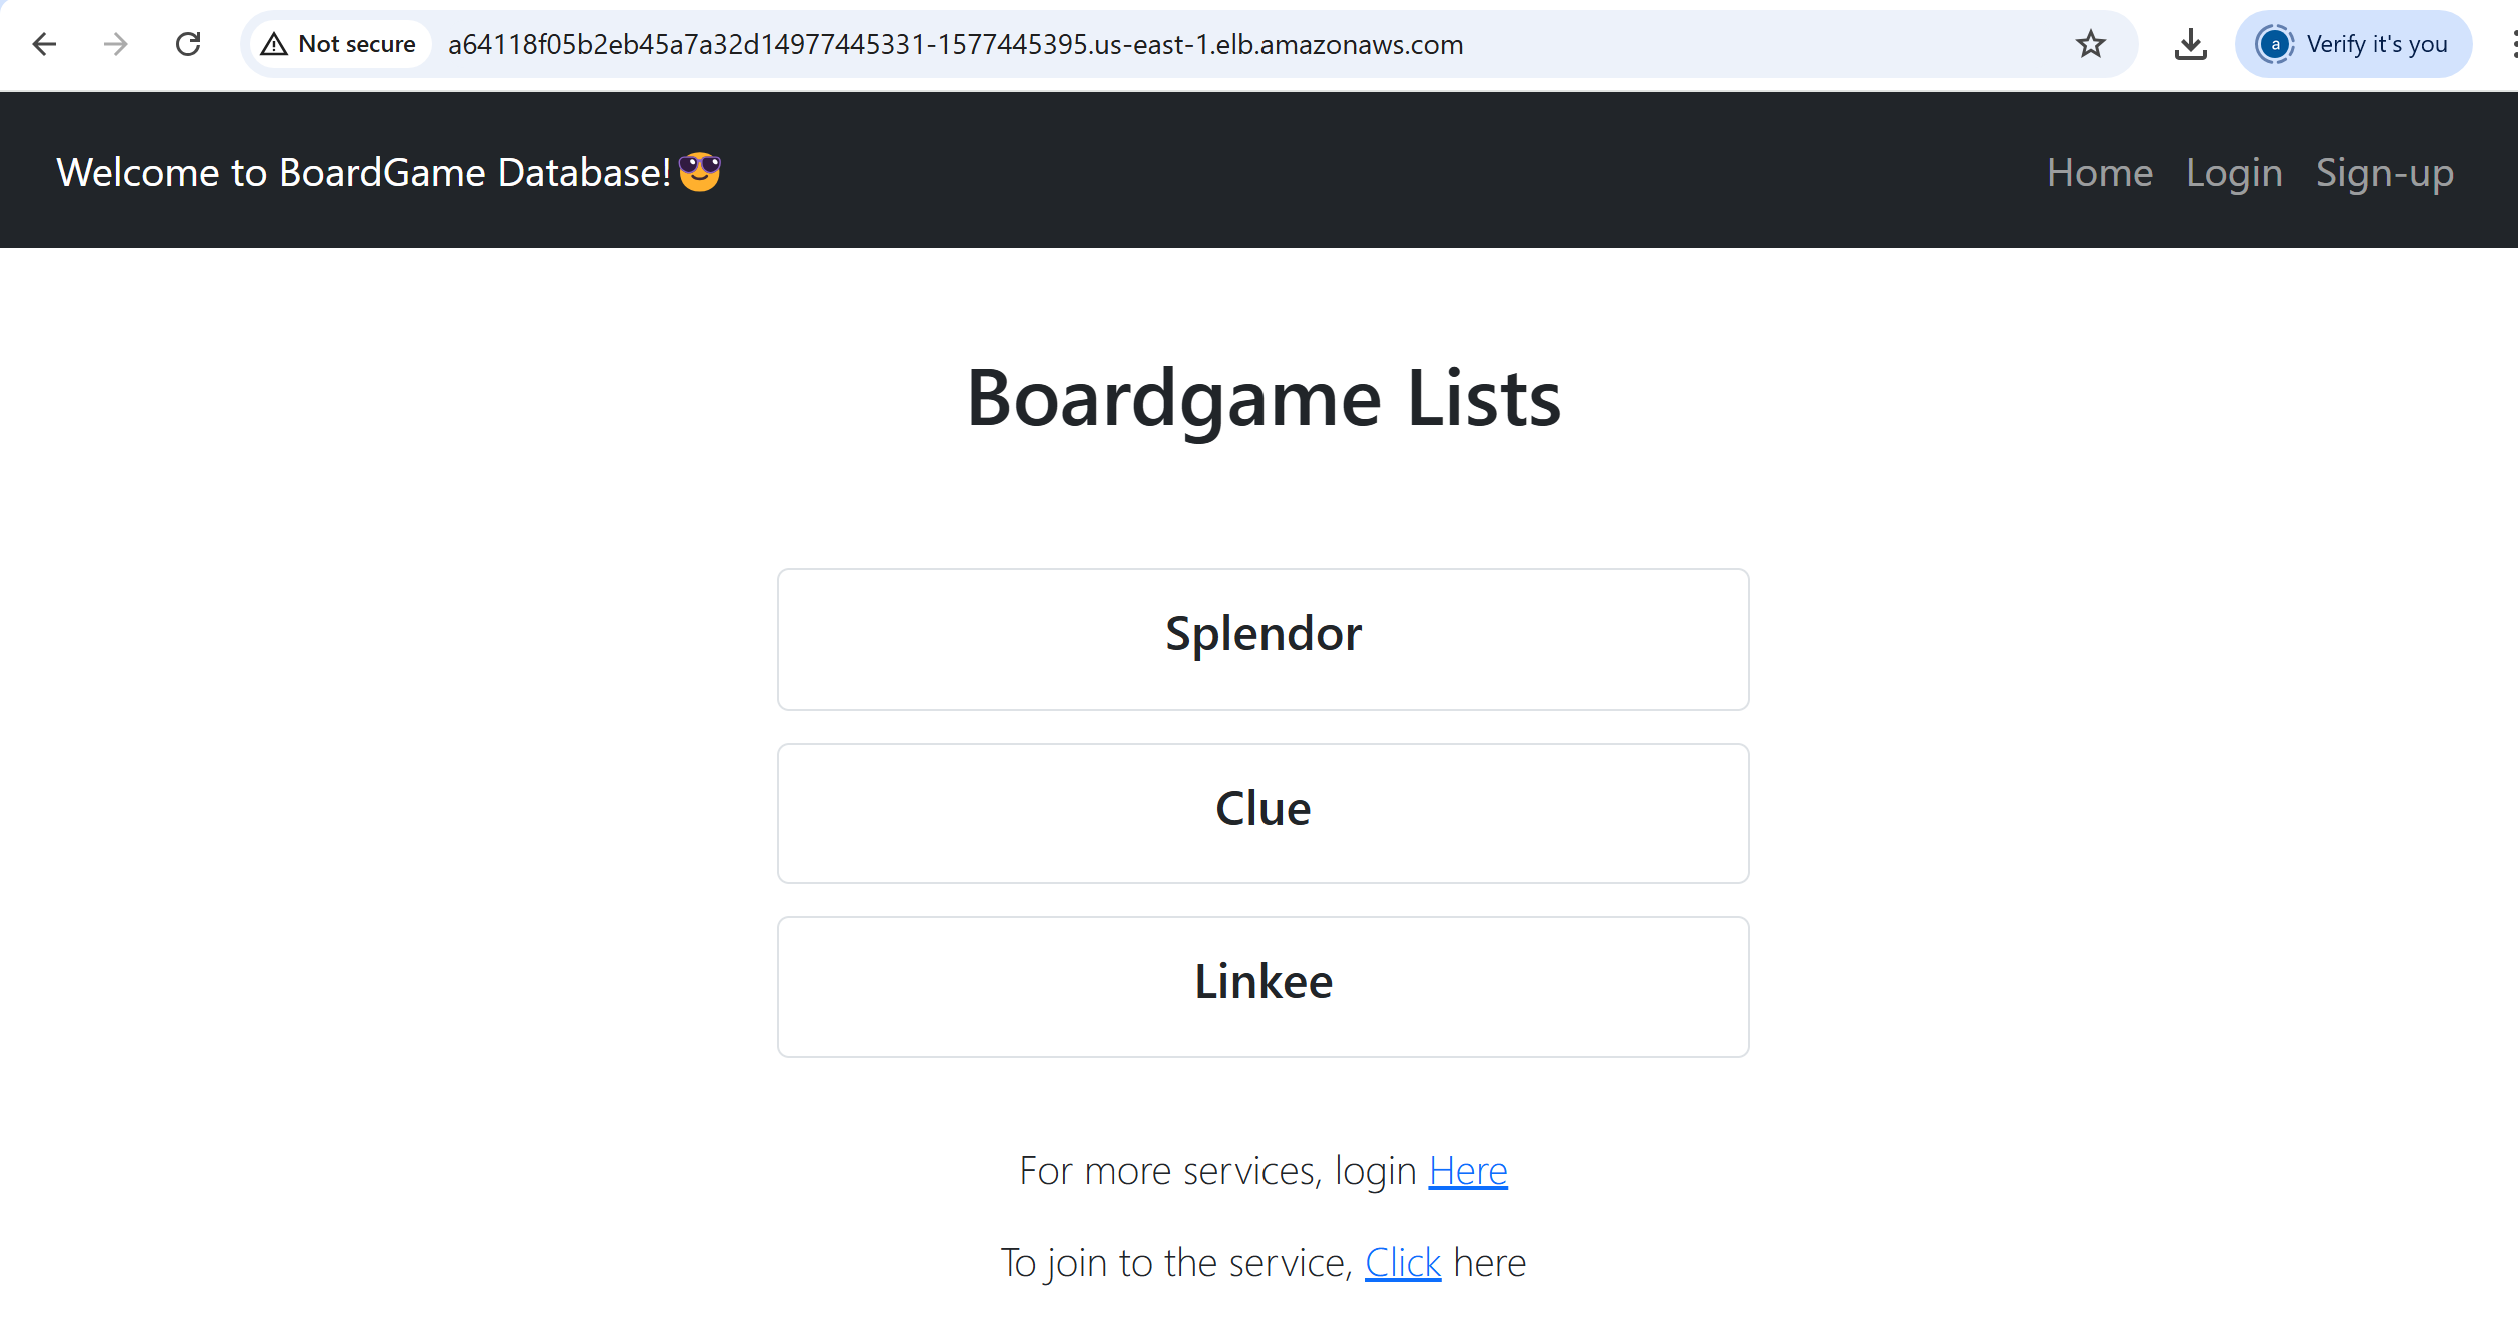 Not secure a64118f05b2eb45a7a32d14977445331-1577445395.us-east-1.elb.amazonaws.com a Verify it's you
Welcome to BoardGame Database!😎 Home Login Sign-up
Boardgame Lists
Splendor
Clue
Linkee
For more services, login Here
To join to the service, Click here